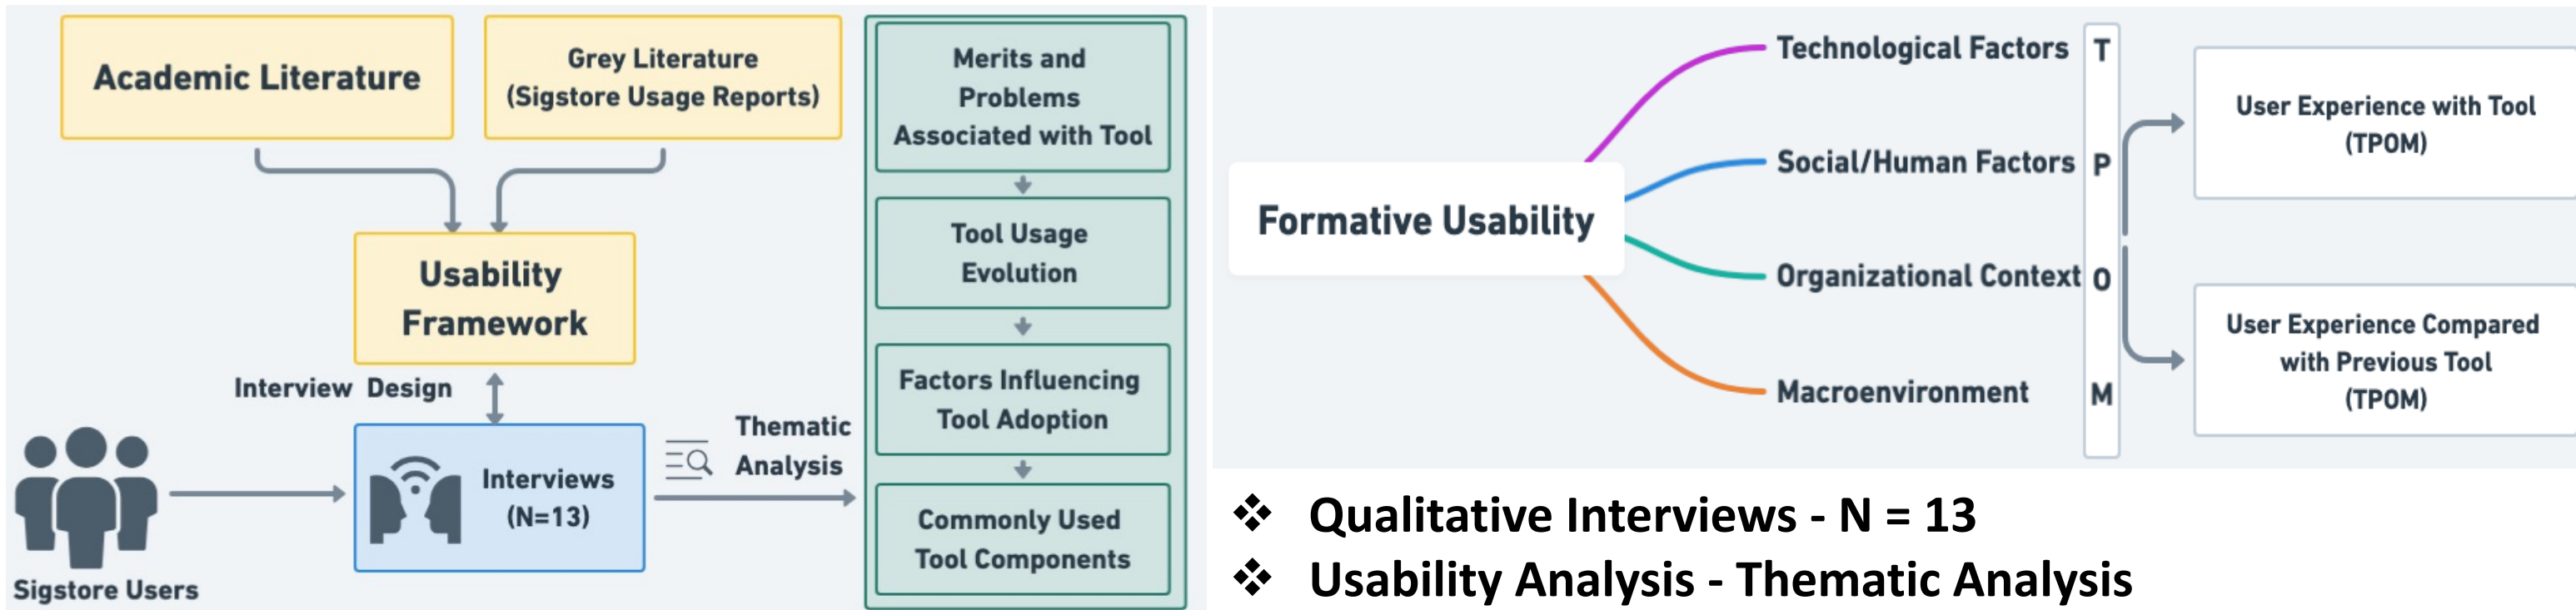 Academic Literature
Grey Literature
(Sigstore Usage Reports)
Usability
Framework
Interview Design
Interviews
(N=13)
Sigstore Users
Thematic
Analysis
Merits and
Problems
Associated with Tool
Tool Usage
Evolution
Factors Influencing
Tool Adoption
Commonly Used
Tool Components
Formative Usability
Technological Factors
Social/Human Factors
Organizational Context
Macroenvironment
T
P
O
M
User Experience with Tool
(TPOM)
User Experience Compared
with Previous Tool
(TPOM)
❖ Qualitative Interviews - N = 13
❖ Usability Analysis - Thematic Analysis